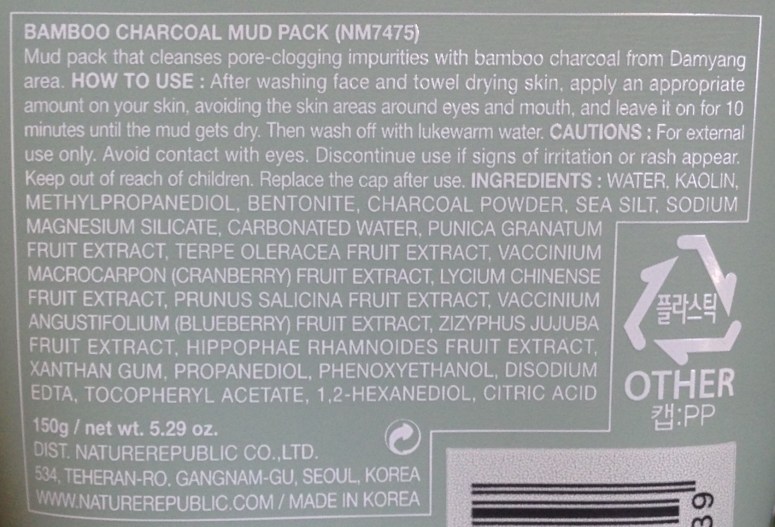 BAMBOO CHARCOAL MUD PACK (NM7475)
Mud pack that cleanses pore-clogging impurities with bamboo charcoal from Damyang
area. HOW TO USE : After washing face and towel drying skin, apply an appropriate
amount on your skin, avoiding the skin areas around eyes and mouth, and leave it on for 10
minutes until the mud gets dry. Then wash off with lukewarm water. CAUTIONS : For external
use only. Avoid contact with eyes. Discontinue use if signs of irritation or rash appear.
Keep out of reach of children. Replace the cap after use. INGREDIENTS : WATER, KAOLIN,
METHYLPROPANEDIOL, BENTONITE, CHARCOAL POWDER, SEA SILT, SODIUM
MAGNESIUM SILICATE, CARBONATED WATER, PUNICA GRANATUM
FRUIT EXTRACT, TERPE OLERACEA FRUIT EXTRACT, VACCINIUM
MACROCARPON (CRANBERRY) FRUIT EXTRACT, LYCIUM CHINENSE
FRUIT EXTRACT, PRUNUS SALICINA FRUIT EXTRACT, VACCINIUM
ANGUSTIFOLIUM (BLUEBERRY) FRUIT EXTRACT, ZIZYPHUS JUJUBA
FRUIT EXTRACT, HIPPOPHAE RHAMNOIDES FRUIT EXTRACT,
XANTHAN GUM, PROPANEDIOL, PHENOXYETHANOL, DISODIUM
EDTA, TOCOPHERYL ACETATE, 1,2-HEXANEDIOL, CITRIC ACID
플라스틱
OTHER
캡:PP
150g / net wt. 5.29 oz.
DIST. NATUREREPUBLIC CO.,LTD.
534, TEHERAN-RO. GANGNAM-GU, SEOUL, KOREA
WWW.NATUREREPUBLIC.COM / MADE IN KOREA